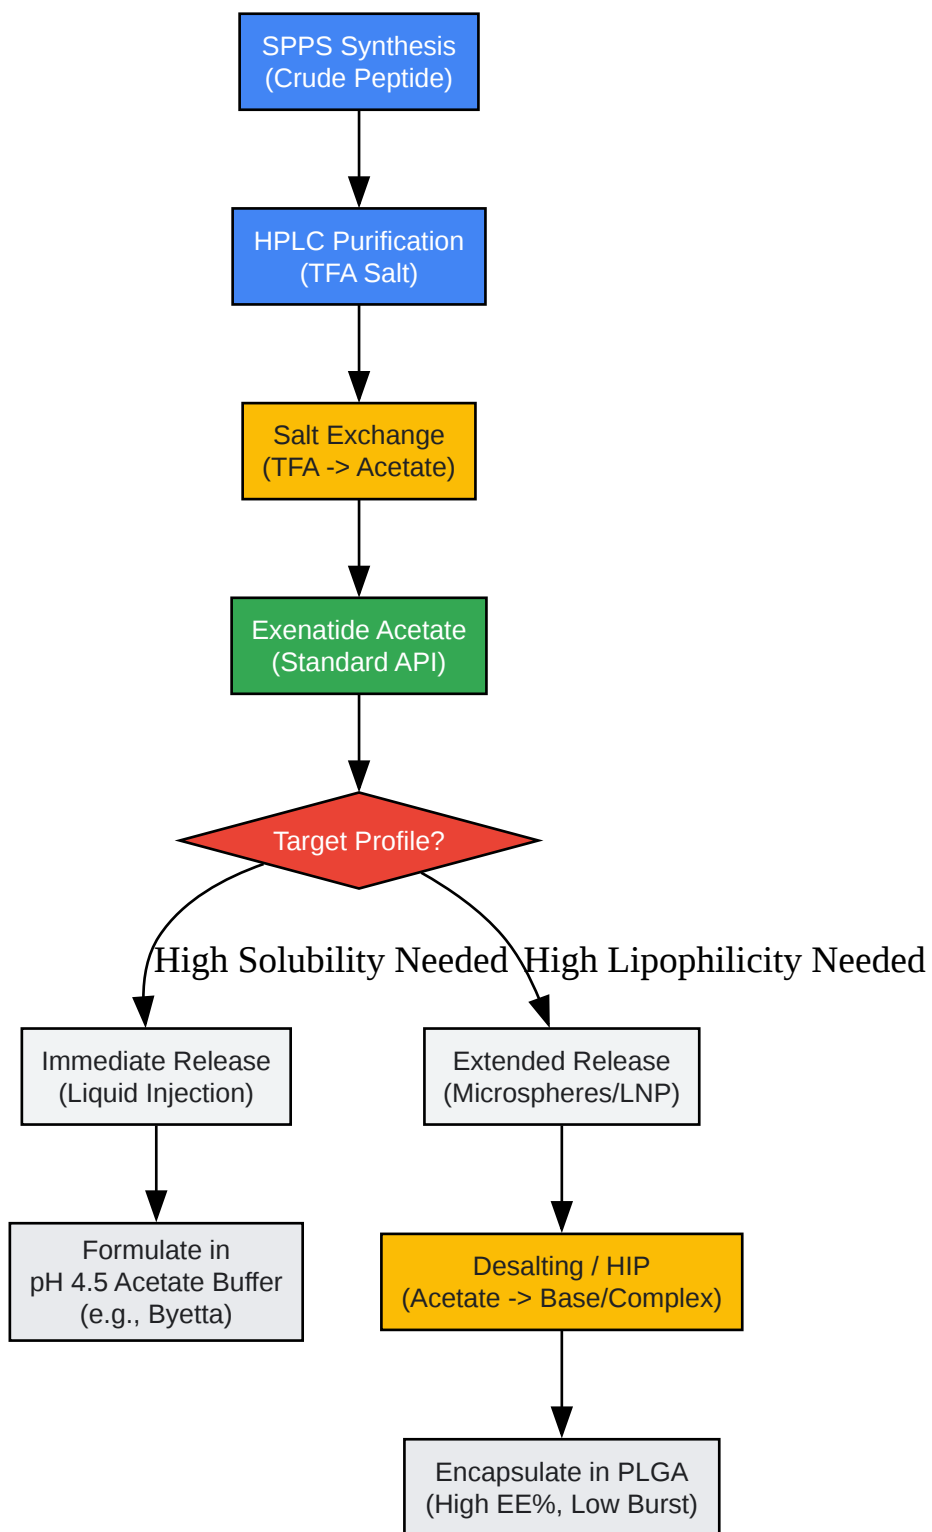 SPPS Synthesis
(Crude Peptide)
HPLC Purification
(TFA Salt)
Salt Exchange
(TFA -> Acetate)
Exenatide Acetate
(Standard API)
Target Profile?
High Solubility Needed
High Lipophilicity Needed
Immediate Release
(Liquid Injection)
Extended Release
(Microspheres/LNP)
Formulate in
pH 4.5 Acetate Buffer
(e.g., Byetta)
Desalting / HIP
(Acetate -> Base/Complex)
Encapsulate in PLGA
(High EE%, Low Burst)